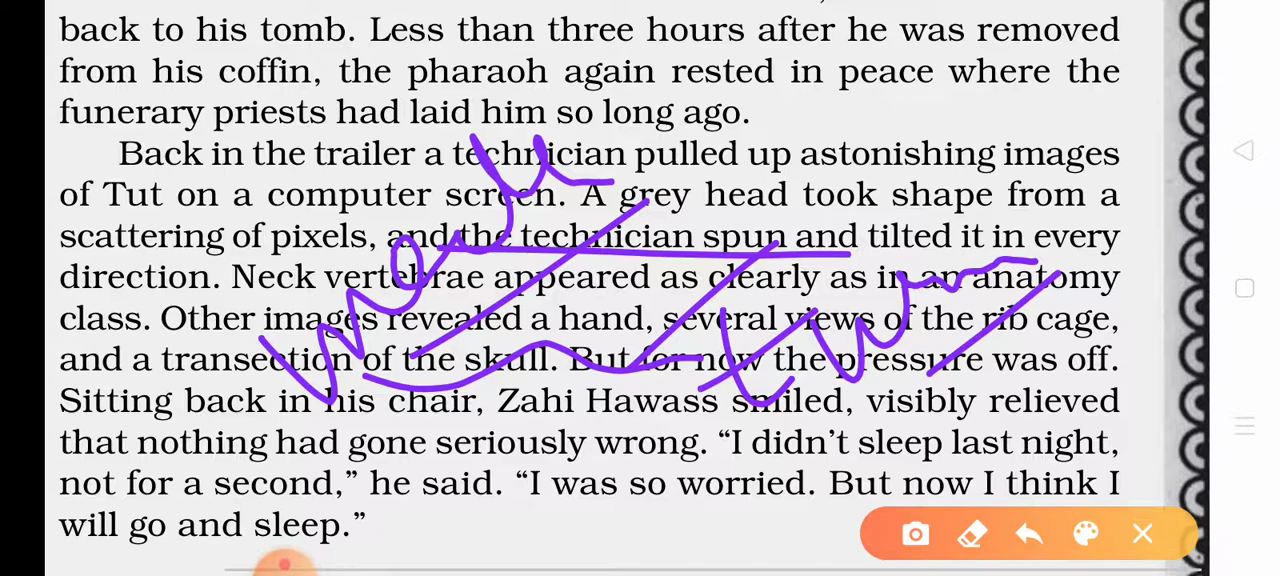 back to his tomb. Less than three hours after he was removed
from his coffin, the pharaoh again rested in peace where the
funerary priests had laid him so long ago.
Back in the trailer a technician pulled up astonishing images
of Tut on a computer screen. A grey head took shape from a
scattering of pixels, and the technician spun and tilted it in every
direction. Neck vertebrae appeared as clearly as in an anatomy
class. Other images revealed a hand, several views of the rib cage,
and a transection of the skull. But for now the pressure was off.
Sitting back in his chair, Zahi Hawass smiled, visibly relieved
that nothing had gone seriously wrong. “I didn’t sleep last night,
not for a second,” he said. “I was so worried. But now I think I
will go and sleep.”